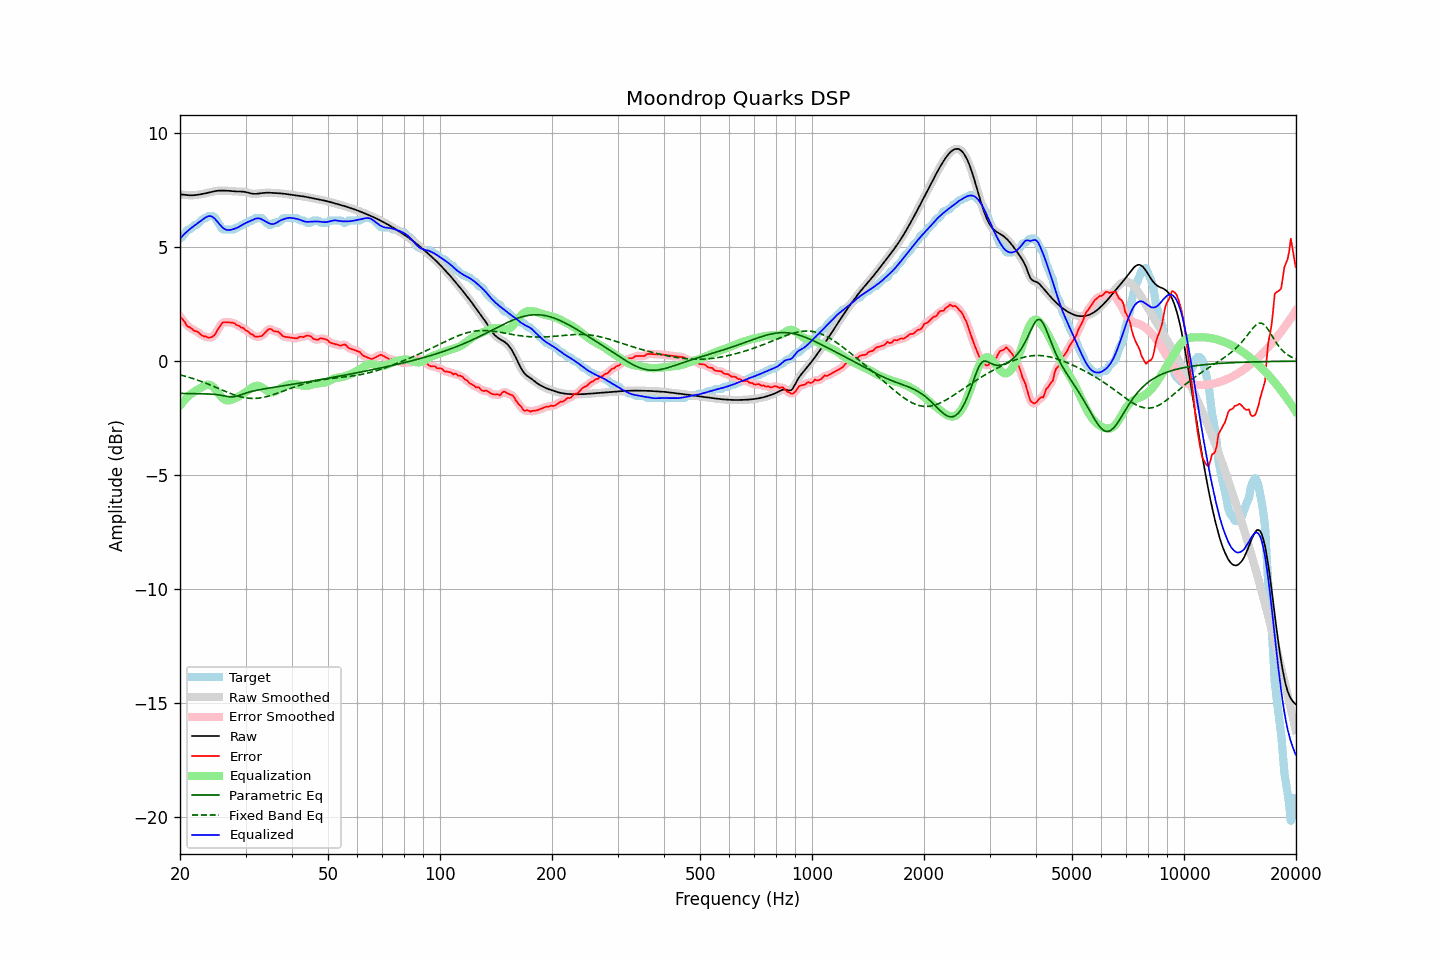 Moondrop Quarks DSP
10
5
0
−5
−10
−15
−20
Amplitude (dBr)
Target
Raw Smoothed
Error Smoothed
Raw
Error
Equalization
Parametric Eq
Fixed Band Eq
Equalized
20
50
100
200
500
1000
2000
5000
10000
20000
Frequency (Hz)